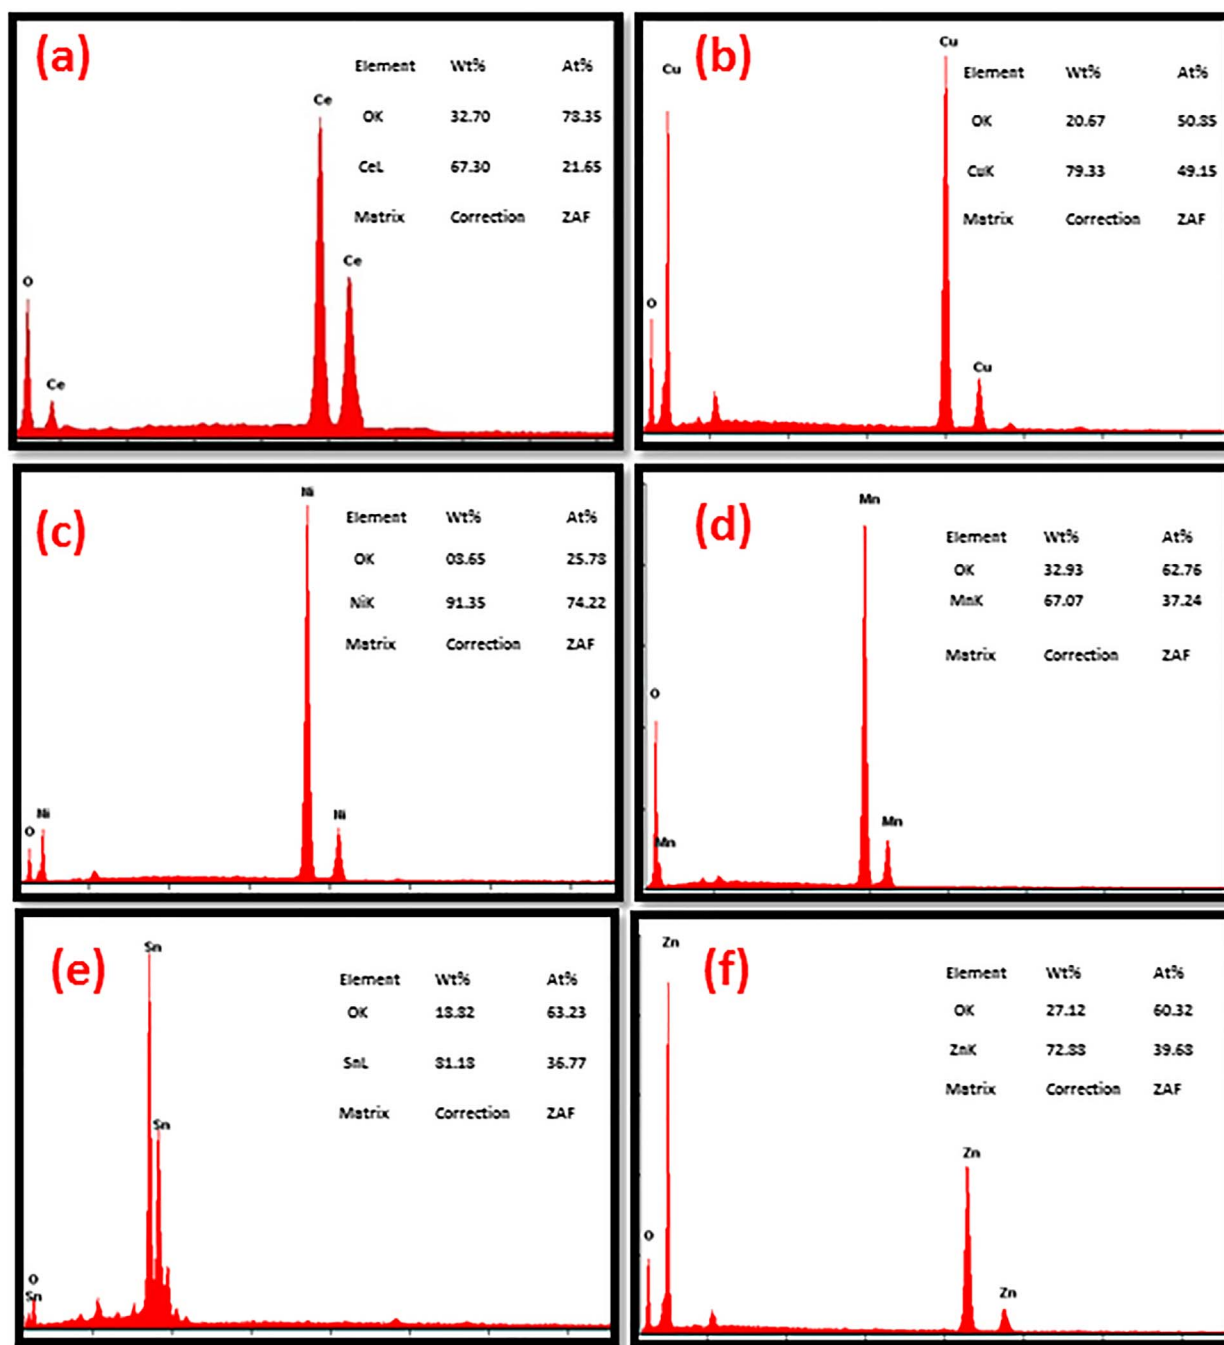 (a)
Element Wt% At%
OK 32.70 78.35
CeL 67.30 21.65
Matrix Correction ZAF
Ce
Ce
O
Ce
(b)
Cu
Cu
Element Wt% At%
OK 20.67 50.85
CuK 79.33 49.15
Matrix Correction ZAF
O
Cu
(c)
Ni
Element Wt% At%
OK 08.65 25.78
NiK 91.35 74.22
Matrix Correction ZAF
Ni
Ni
O
(d)
Mn
Element Wt% At%
OK 32.93 62.76
MnK 67.07 37.24
Matrix Correction ZAF
O
Mn
Mn
(e)
Sn
Element Wt% At%
OK 18.82 63.23
SnL 81.18 36.77
Matrix Correction ZAF
Sn
O
Sn
(f)
Zn
Element Wt% At%
OK 27.12 60.32
ZnK 72.88 39.68
Matrix Correction ZAF
Zn
O
Zn